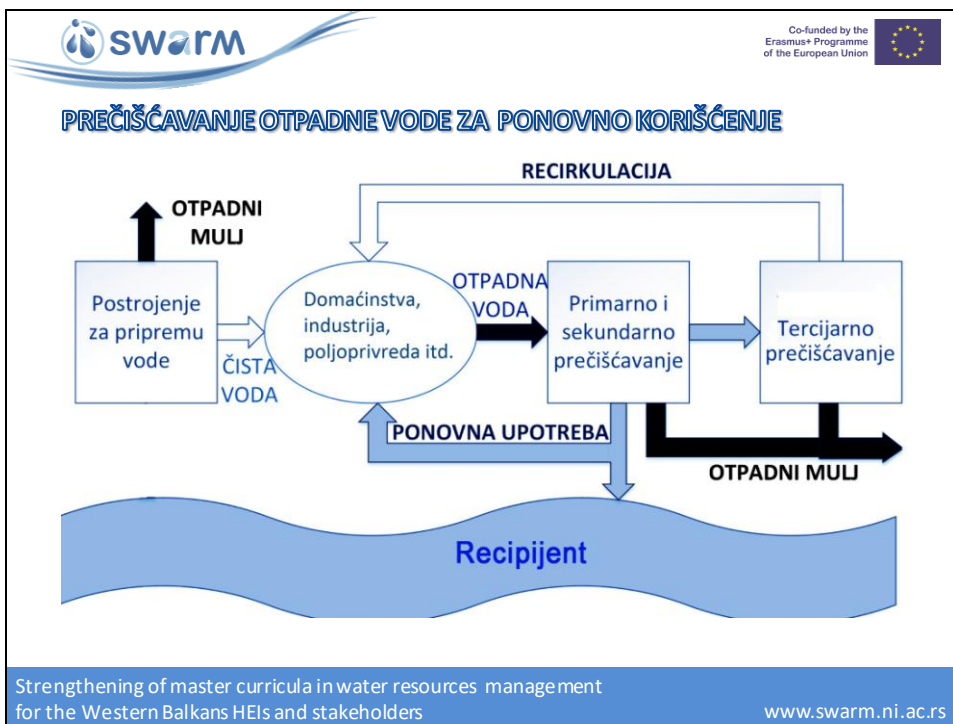 swarm
Co-funded by the
Erasmus+ Programme
of the European Union
PREČIŠĆAVANJE OTPADNE VODE ZA PONOVNO KORIŠĆENJE
RECIRKULACIJA
OTPADNI
MULJ
Postrojenje
za pripremu
vode
ČISTA
VODA
Domaćinstva,
industrija,
poljoprivreda itd.
OTPADNA
VODA
Primarno i
sekundarno
prečišćavanje
Tercijarno
prečišćavanje
PONOVNA UPOTREBA
OTPADNI MULJ
Recipijent
Strengthening of master curricula in water resources management
for the Western Balkans HEIs and stakeholders
www.swarm.ni.ac.rs